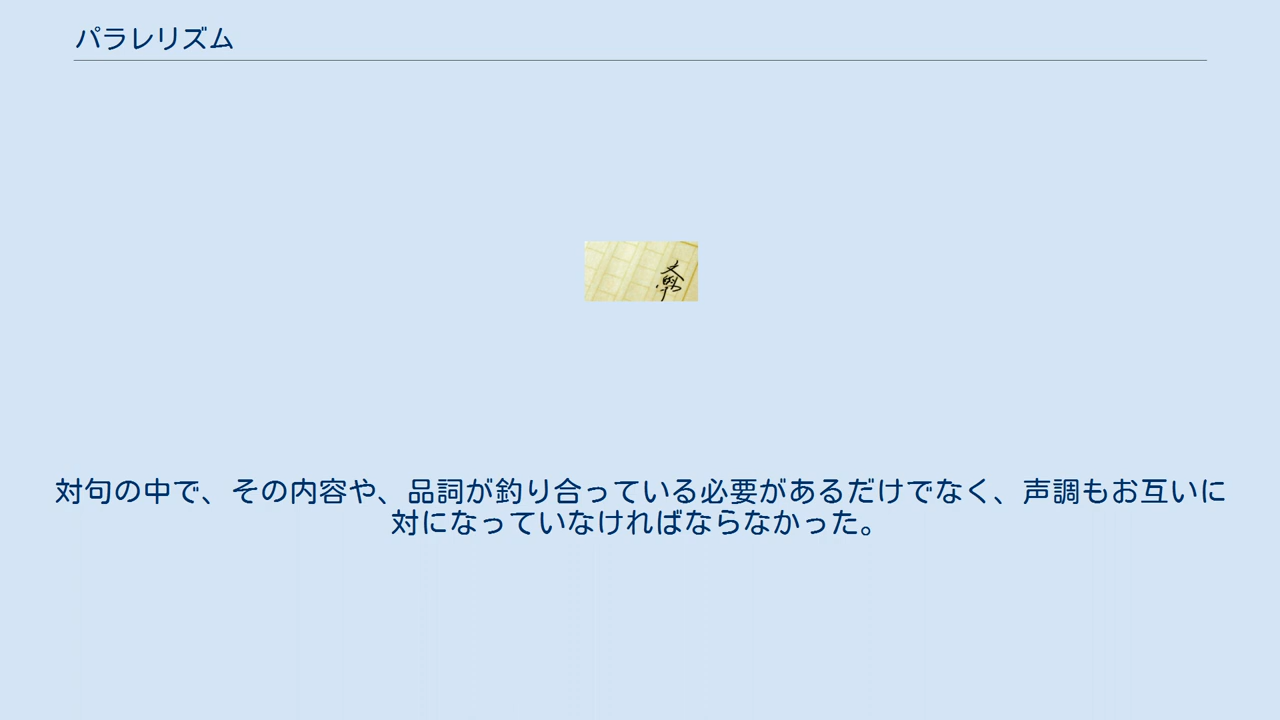 パラレリズム
対句の中で、その内容や、品詞が釣り合っている必要があるだけでなく、声調もお互いに
対になっていなければならなかった。